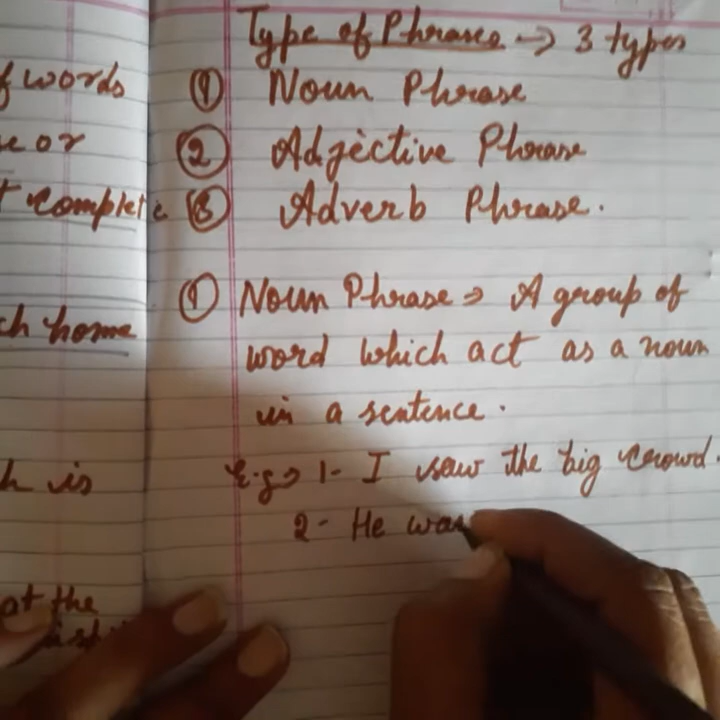 Type of Phrases -> 3 types
① Noun Phrase
② Adjective Phrase
③ Adverb Phrase.
① Noun Phrase => A group of
word which act as a noun
in a sentence.
E.g => 1- I saw the big crowd.
2- He was
f words
or
complete
ch home
h is
at the